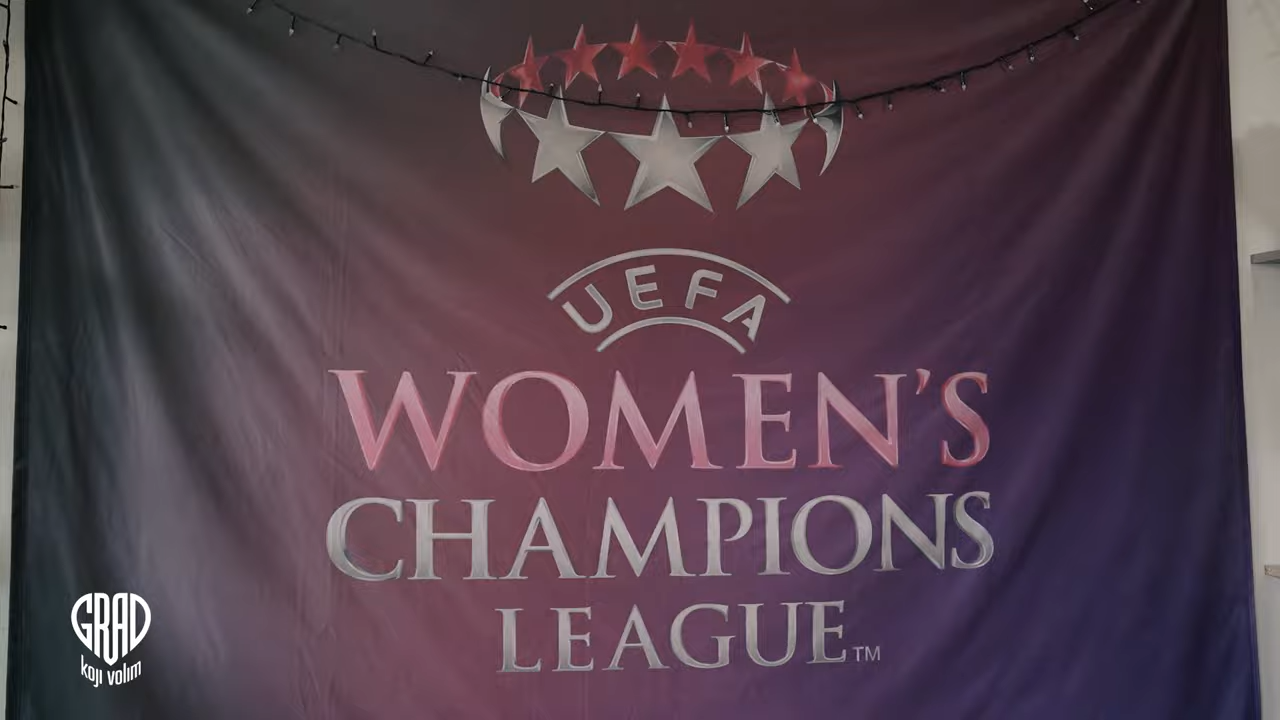 UEFA
WOMEN'S
CHAMPIONS
LEAGUE™
GRAD
koji volim